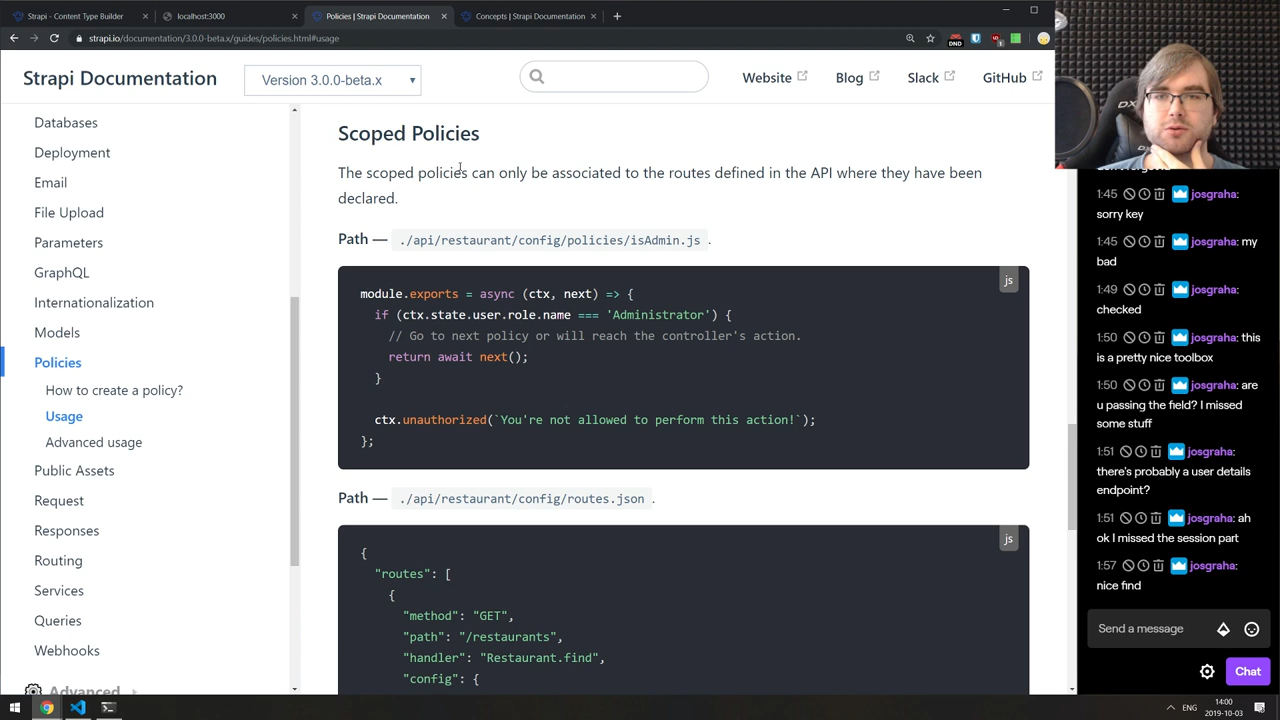 Strapi - Content Type Builder
localhost:3000
Policies | Strapi Documentation
Concepts | Strapi Documentation
strapi.io/documentation/3.0.0-beta.x/guides/policies.html#usage
DND
Strapi Documentation
Version 3.0.0-beta.x
Website
Blog
Slack
GitHub
Databases
Deployment
Email
File Upload
Parameters
GraphQL
Internationalization
Models
Policies
How to create a policy?
Usage
Advanced usage
Public Assets
Request
Responses
Routing
Services
Queries
Webhooks
Advanced
Scoped Policies
The scoped policies can only be associated to the routes defined in the API where they have been
declared.
Path — ./api/restaurant/config/policies/isAdmin.js .
js
module.exports = async (ctx, next) => {
  if (ctx.state.user.role.name === 'Administrator') {
    // Go to next policy or will reach the controller's action.
    return await next();
  }
  ctx.unauthorized(`You're not allowed to perform this action!`);
};
Path — ./api/restaurant/config/routes.json .
js
{
  "routes": [
    {
      "method": "GET",
      "path": "/restaurants",
      "handler": "Restaurant.find",
      "config": {
DX
1:45 josgraha:
sorry key
1:45 josgraha: my
bad
1:49 josgraha:
checked
1:50 josgraha: this
is a pretty nice toolbox
1:50 josgraha: are
u passing the field? I missed
some stuff
1:51 josgraha:
there's probably a user details
endpoint?
1:51 josgraha: ah
ok I missed the session part
1:57 josgraha:
nice find
Send a message
Chat
ENG
14:00
2019-10-03